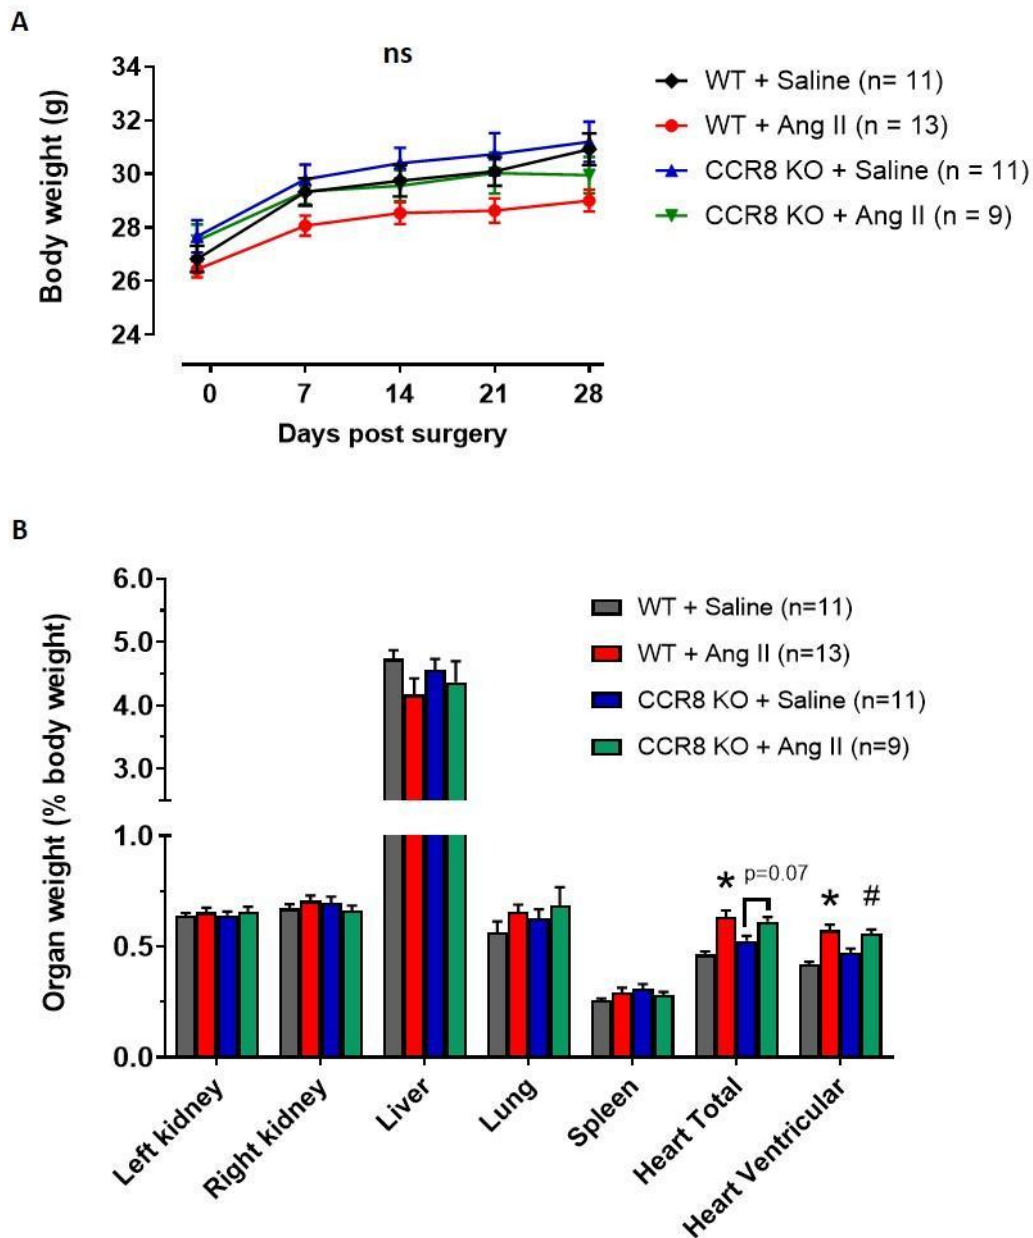 A
ns
34
32
30
28
26
24
Body weight (g)
0 7 14 21 28
Days post surgery
WT + Saline (n= 11)
WT + Ang II (n = 13)
CCR8 KO + Saline (n = 11)
CCR8 KO + Ang II (n = 9)
B
6.0
5.0
4.0
3.0
1.0
0.5
0.0
Organ weight (% body weight)
WT + Saline (n=11)
WT + Ang II (n=13)
CCR8 KO + Saline (n=11)
CCR8 KO + Ang II (n=9)
* p=0.07 * #
Left kidney
Right kidney
Liver
Lung
Spleen
Heart Total
Heart Ventricular